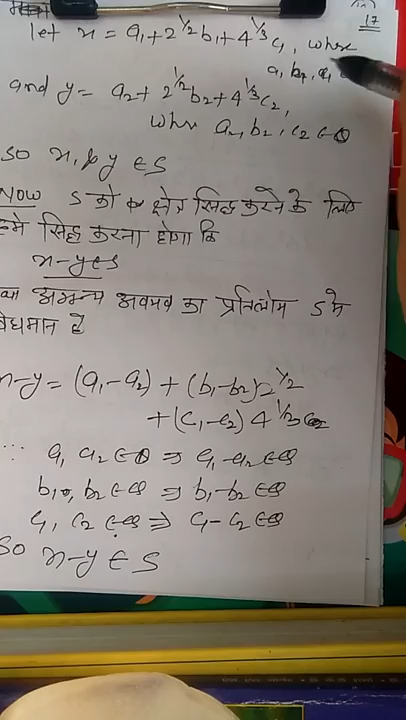 17
let x = a₁+2^1/2 b₁+4^1/3 c₁, where
a, b₁, c₁
and y = a₂+2^1/2 b₂+4^1/3 c₂,
whre a₂, b₂, c₂ ∈ Q
so x, y ∈ S
NOW S को क्षेत्र सिद्ध करने के लिए
हमे सिद्ध करना होगा कि
x-y∈S
अशून्य अवयव का प्रतिलोम S मे
विधमान है
x-y = (a₁-a₂) + (b₁-b₂)2^1/2
+(c₁-c₂) 4^1/3
a₁, a₂ ∈ Q ⇒ a₁-a₂ ∈ Q
b₁, b₂ ∈ Q ⇒ b₁-b₂ ∈ Q
c₁, c₂ ∈ Q ⇒ c₁-c₂ ∈ Q
So x-y ∈ S